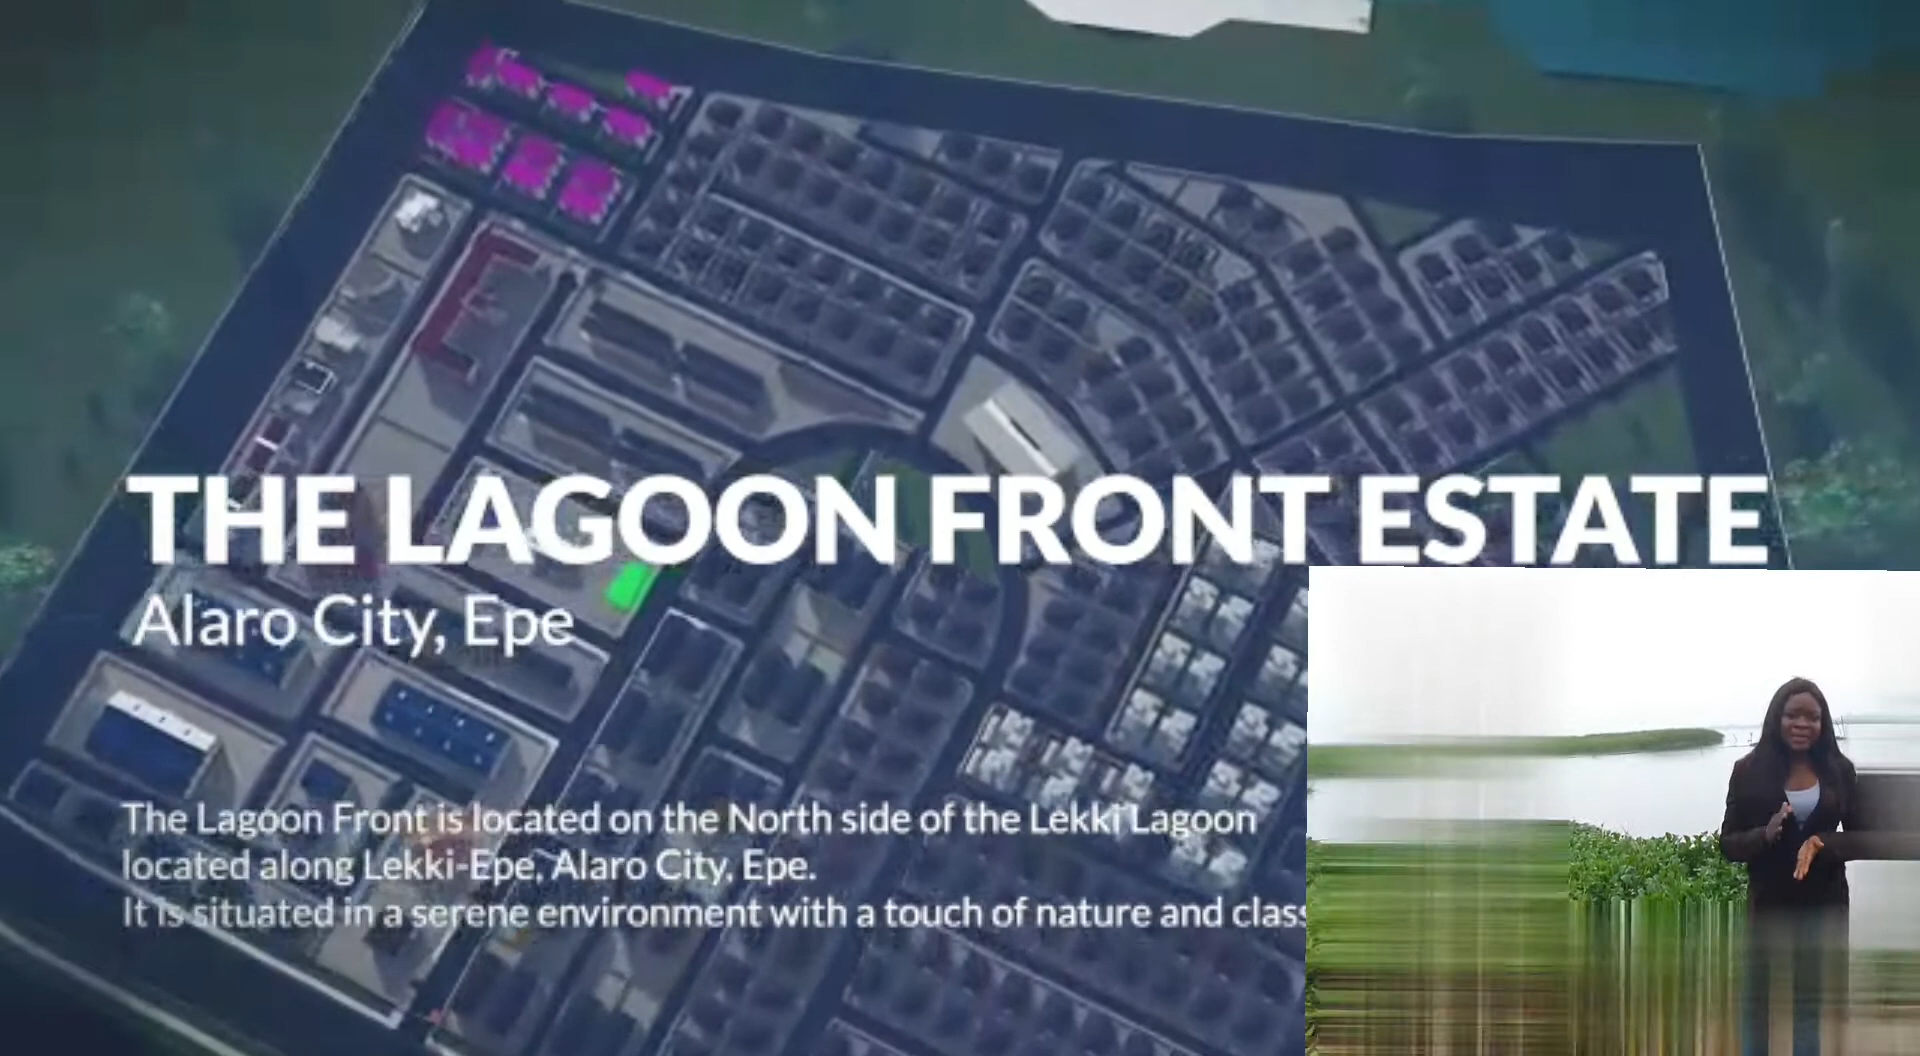 THE LAGOON FRONT ESTATE
Alaro City, Epe
The Lagoon Front is located on the North side of the Lekki Lagoon
located along Lekki-Epe, Alaro City, Epe.
It is situated in a serene environment with a touch of nature and class